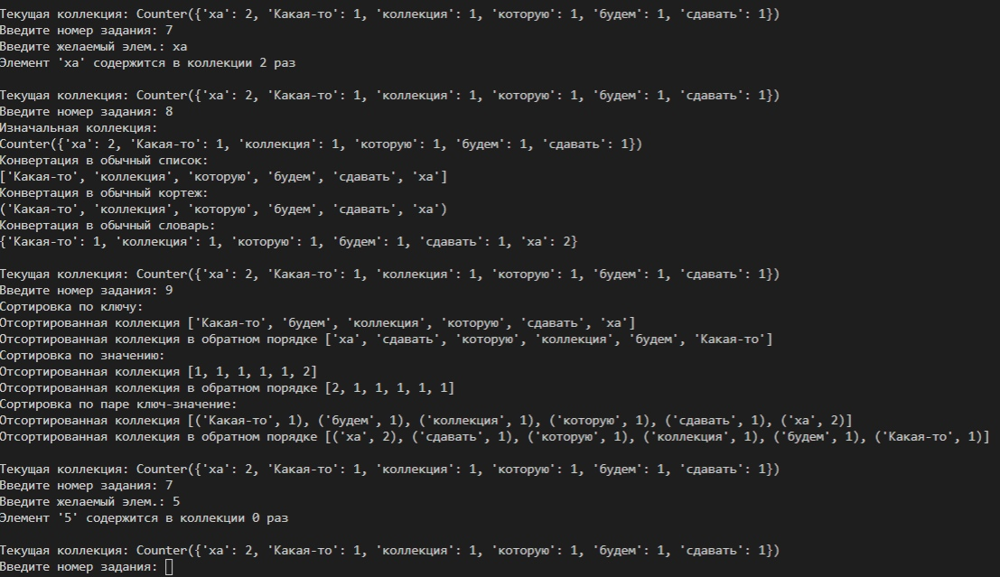 Текущая коллекция: Counter({'ха': 2, 'Какая-то': 1, 'коллекция': 1, 'которую': 1, 'будем': 1, 'сдавать': 1})
Введите номер задания: 7
Введите желаемый элем.: ха
Элемент 'ха' содержится в коллекции 2 раз
Текущая коллекция: Counter({'ха': 2, 'Какая-то': 1, 'коллекция': 1, 'которую': 1, 'будем': 1, 'сдавать': 1})
Введите номер задания: 8
Изначальная коллекция:
Counter({'ха': 2, 'Какая-то': 1, 'коллекция': 1, 'которую': 1, 'будем': 1, 'сдавать': 1})
Конвертация в обычный список:
['Какая-то', 'коллекция', 'которую', 'будем', 'сдавать', 'ха']
Конвертация в обычный кортеж:
('Какая-то', 'коллекция', 'которую', 'будем', 'сдавать', 'ха')
Конвертация в обычный словарь:
{'Какая-то': 1, 'коллекция': 1, 'которую': 1, 'будем': 1, 'сдавать': 1, 'ха': 2}
Текущая коллекция: Counter({'ха': 2, 'Какая-то': 1, 'коллекция': 1, 'которую': 1, 'будем': 1, 'сдавать': 1})
Введите номер задания: 9
Сортировка по ключу:
Отсортированная коллекция ['Какая-то', 'будем', 'коллекция', 'которую', 'сдавать', 'ха']
Отсортированная коллекция в обратном порядке ['ха', 'сдавать', 'которую', 'коллекция', 'будем', 'Какая-то']
Сортировка по значению:
Отсортированная коллекция [1, 1, 1, 1, 1, 2]
Отсортированная коллекция в обратном порядке [2, 1, 1, 1, 1, 1]
Сортировка по паре ключ-значение:
Отсортированная коллекция [('Какая-то', 1), ('будем', 1), ('коллекция', 1), ('которую', 1), ('сдавать', 1), ('ха', 2)]
Отсортированная коллекция в обратном порядке [('ха', 2), ('сдавать', 1), ('которую', 1), ('коллекция', 1), ('будем', 1), ('Какая-то', 1)]
Текущая коллекция: Counter({'ха': 2, 'Какая-то': 1, 'коллекция': 1, 'которую': 1, 'будем': 1, 'сдавать': 1})
Введите номер задания: 7
Введите желаемый элем.: 5
Элемент '5' содержится в коллекции 0 раз
Текущая коллекция: Counter({'ха': 2, 'Какая-то': 1, 'коллекция': 1, 'которую': 1, 'будем': 1, 'сдавать': 1})
Введите номер задания: